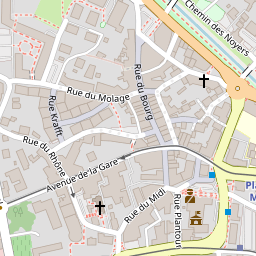 Chemin des Noyers
Rue du Bourg
Rue du Molage
Rue Krafft
Rue du Rhône
Avenue de la Gare
Rue du Midi
Rue Plantour
Pla
M